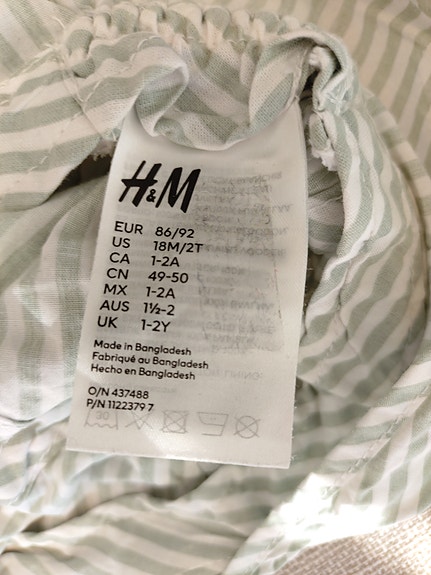 H&M
EUR 86/92
US 18M/2T
CA 1-2A
CN 49-50
MX 1-2A
AUS 1½-2
UK 1-2Y
Made in Bangladesh
Fabriqué au Bangladesh
Hecho en Bangladesh
O/N 437488
P/N 1122379 7